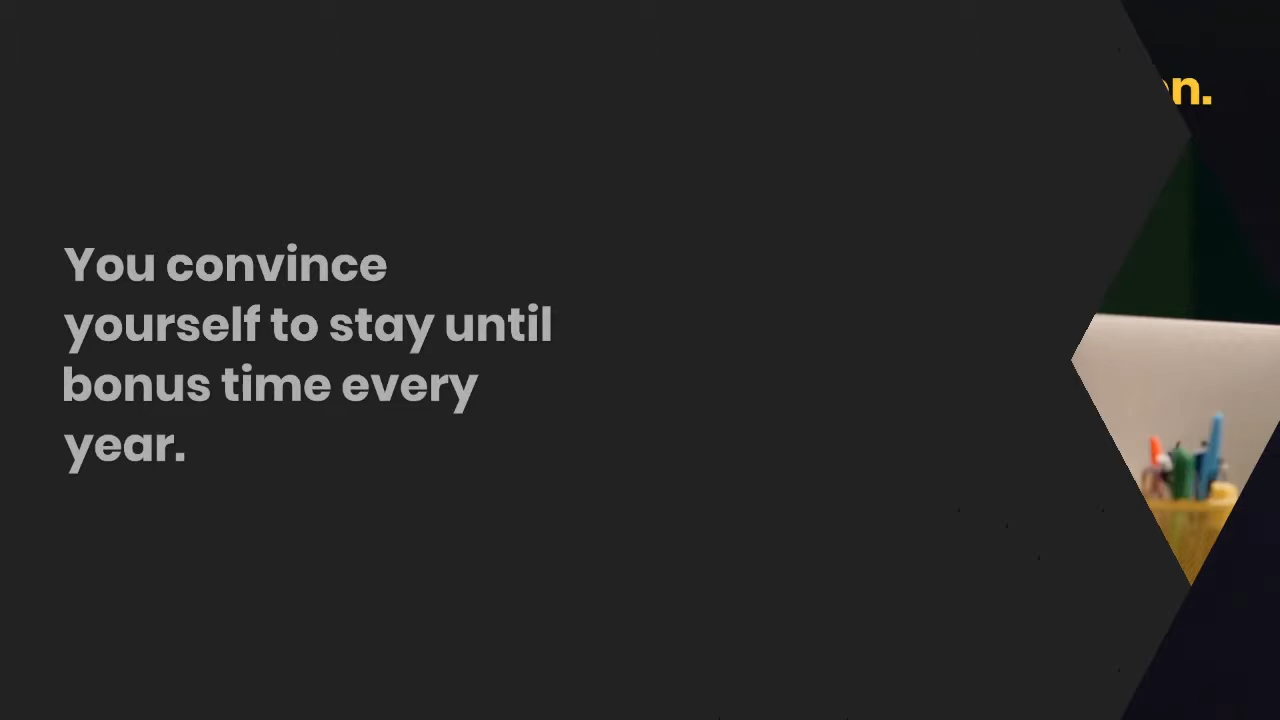 You convince
yourself to stay until
bonus time every
year.
n.